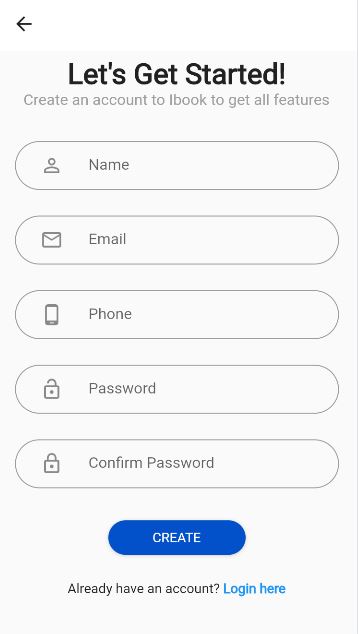 Let's Get Started!
Create an account to Ibook to get all features
Name
Email
Phone
Password
Confirm Password
CREATE
Already have an account? Login here